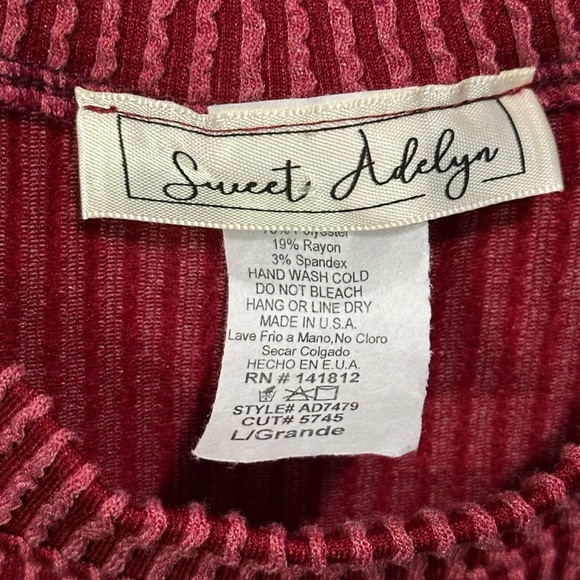 Sweet Adelyn
Polyester
19% Rayon
3% Spandex
HAND WASH COLD
DO NOT BLEACH
HANG OR LINE DRY
MADE IN U.S.A.
Lave Frio a Mano,No Cloro
Secar Colgado
HECHO EN E.U.A.
RN # 141812
STYLE# AD7479
CUT# 5745
L/Grande